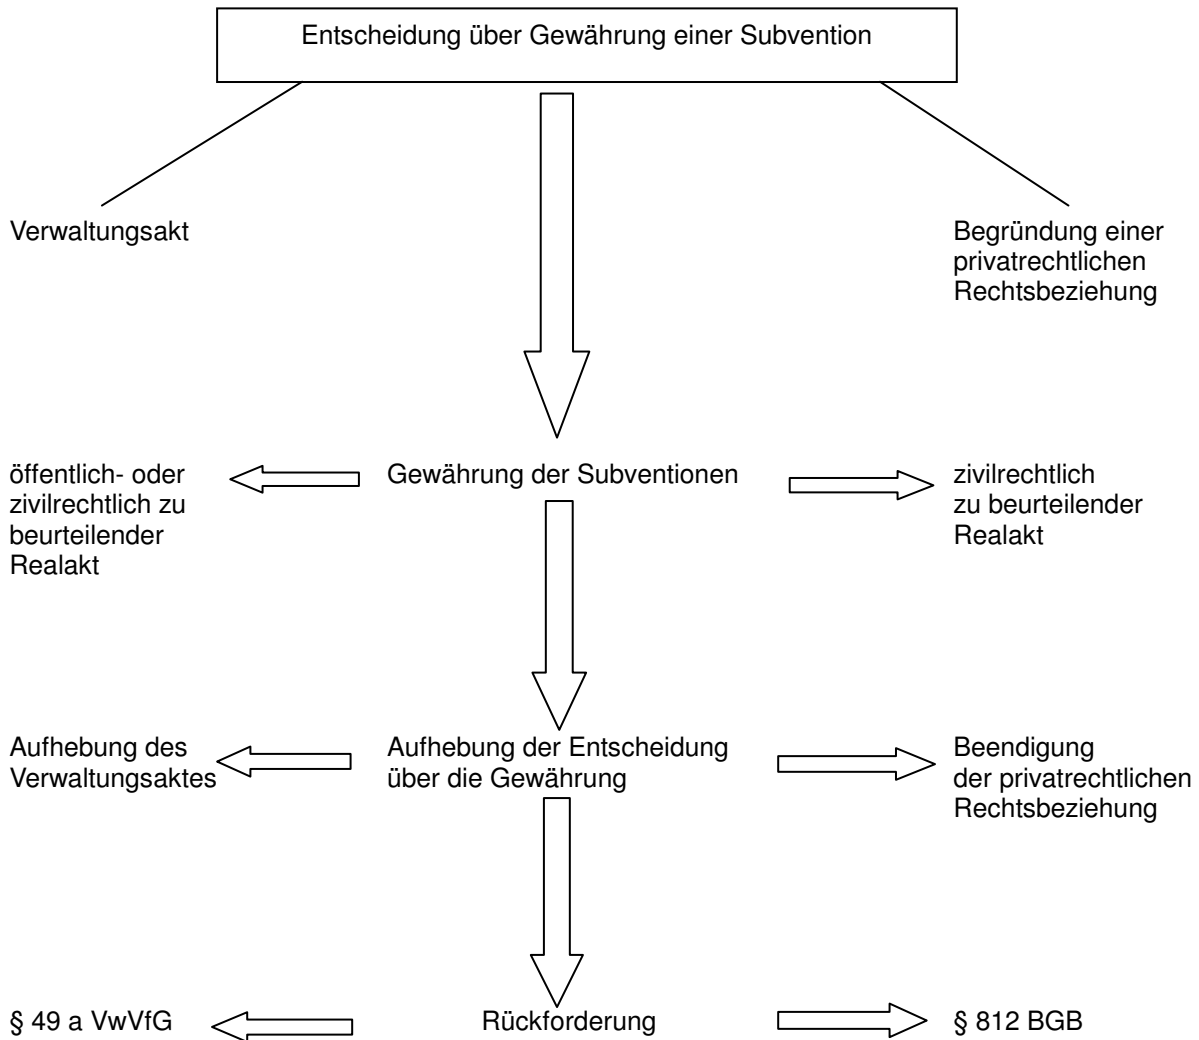 Entscheidung über Gewährung einer Subvention
Verwaltungsakt
Begründung einer
privatrechtlichen
Rechtsbeziehung
öffentlich- oder
zivilrechtlich zu
beurteilender
Realakt
Gewährung der Subventionen
zivilrechtlich
zu beurteilender
Realakt
Aufhebung des
Verwaltungsaktes
Aufhebung der Entscheidung
über die Gewährung
Beendigung
der privatrechtlichen
Rechtsbeziehung
§ 49 a VwVfG
Rückforderung
§ 812 BGB